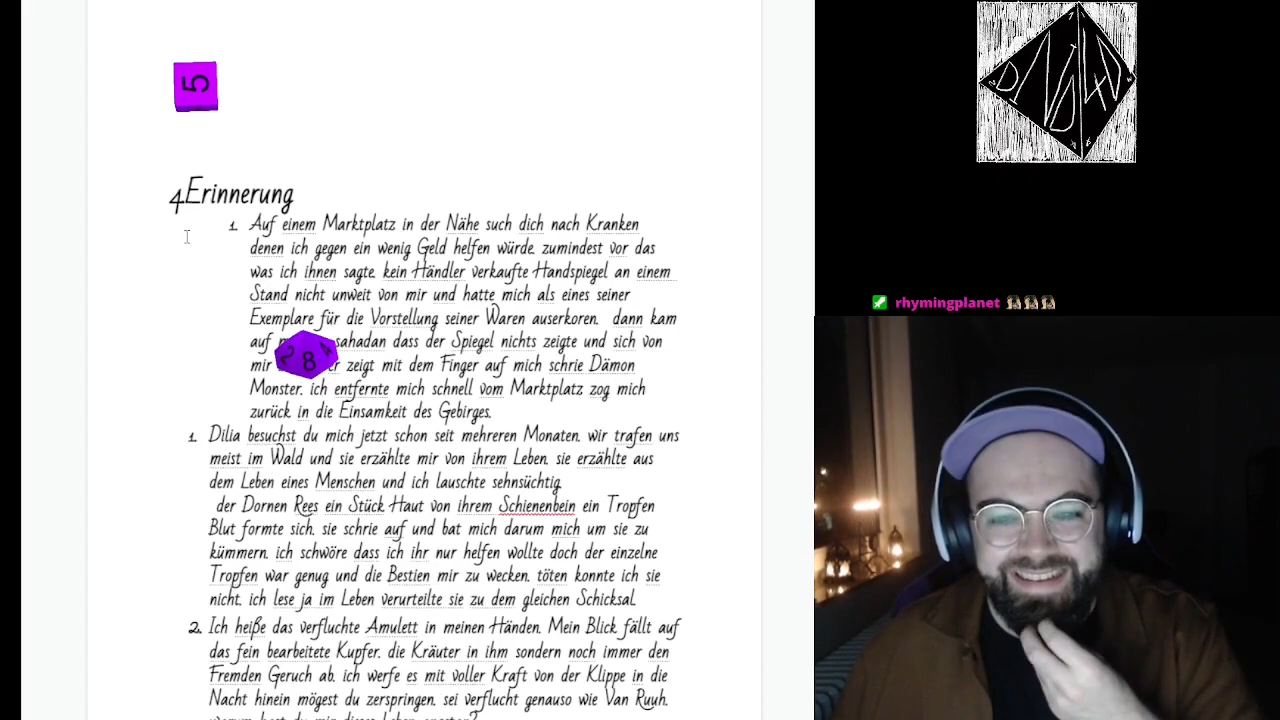 5
4 Erinnerung
1. Auf einem Marktplatz in der Nähe such dich nach Kranken
denen ich gegen ein wenig Geld helfen würde. zumindest vor das
was ich ihnen sagte. kein Händler verkaufte Handspiegel an einem
Stand nicht unweit von mir und hatte mich als eines seiner
Exemplare für die Vorstellung seiner Waren auserkoren. dann kam
auf sahadan dass der Spiegel nichts zeigte und sich von
mir zeigt mit dem Finger auf mich schrie Dämon
2 8 4
Monster. ich entfernte mich schnell vom Marktplatz zog mich
zurück in die Einsamkeit des Gebirges.
1. Dilia besuchst du mich jetzt schon seit mehreren Monaten. wir trafen uns
meist im Wald und sie erzählte mir von ihrem Leben. sie erzählte aus
dem Leben eines Menschen und ich lauschte sehnsüchtig
der Dornen Rees ein Stück Haut von ihrem Schienenbein ein Tropfen
Blut formte sich. sie schrie auf und bat mich darum mich um sie zu
kümmern. ich schwöre dass ich ihr nur helfen wollte doch der einzelne
Tropfen war genug und die Bestien mir zu wecken. töten konnte ich sie
nicht. ich lese ja im Leben verurteilte sie zu dem gleichen Schicksal.
2. Ich heiße das verfluchte Amulett in meinen Händen. Mein Blick fällt auf
das fein bearbeitete Kupfer. die Kräuter in ihm sondern noch immer den
Fremden Geruch ab. ich werfe es mit voller Kraft von der Klippe in die
Nacht hinein mögest du zerspringen. sei verflucht genauso wie Van Ruyh.
rhymingplanet